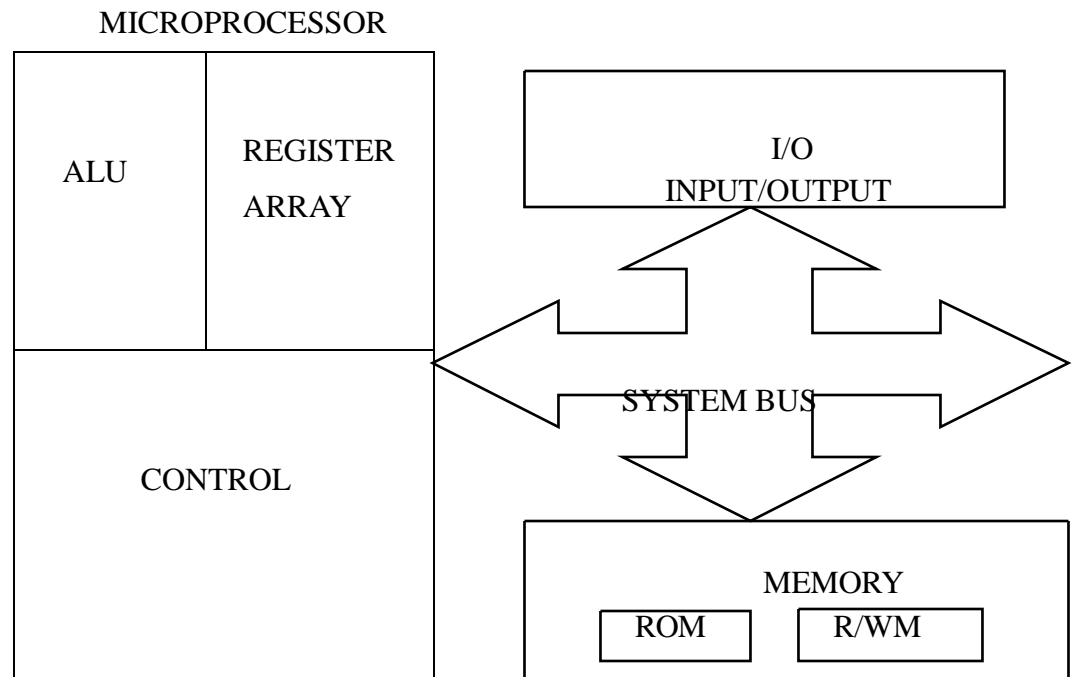 MICROPROCESSOR
ALU
REGISTER
ARRAY
CONTROL
I/O
INPUT/OUTPUT
SYSTEM BUS
MEMORY
ROM
R/WM